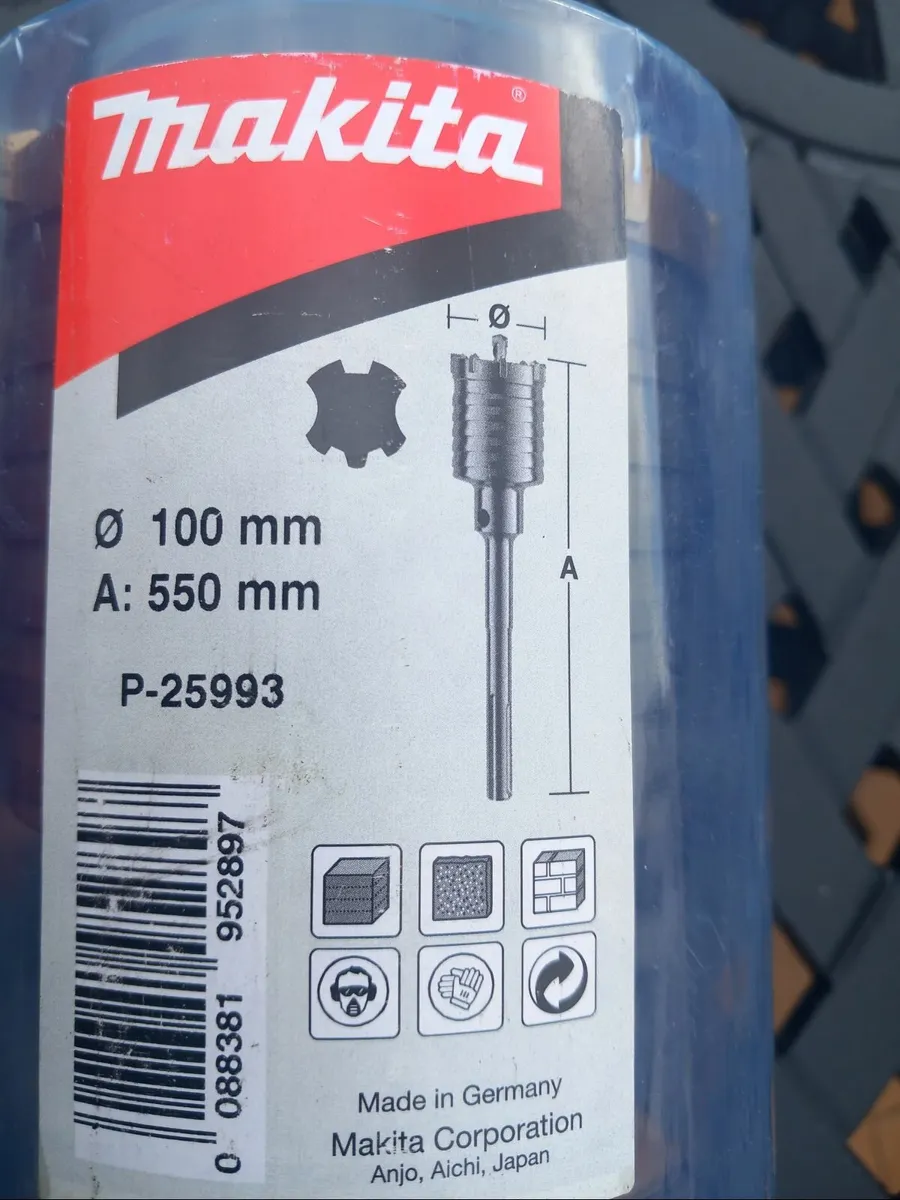 makita®
Ø
Ø 100 mm
A: 550 mm
A
P-25993
0 088381 952897
Made in Germany
Makita Corporation
Anjo, Aichi, Japan